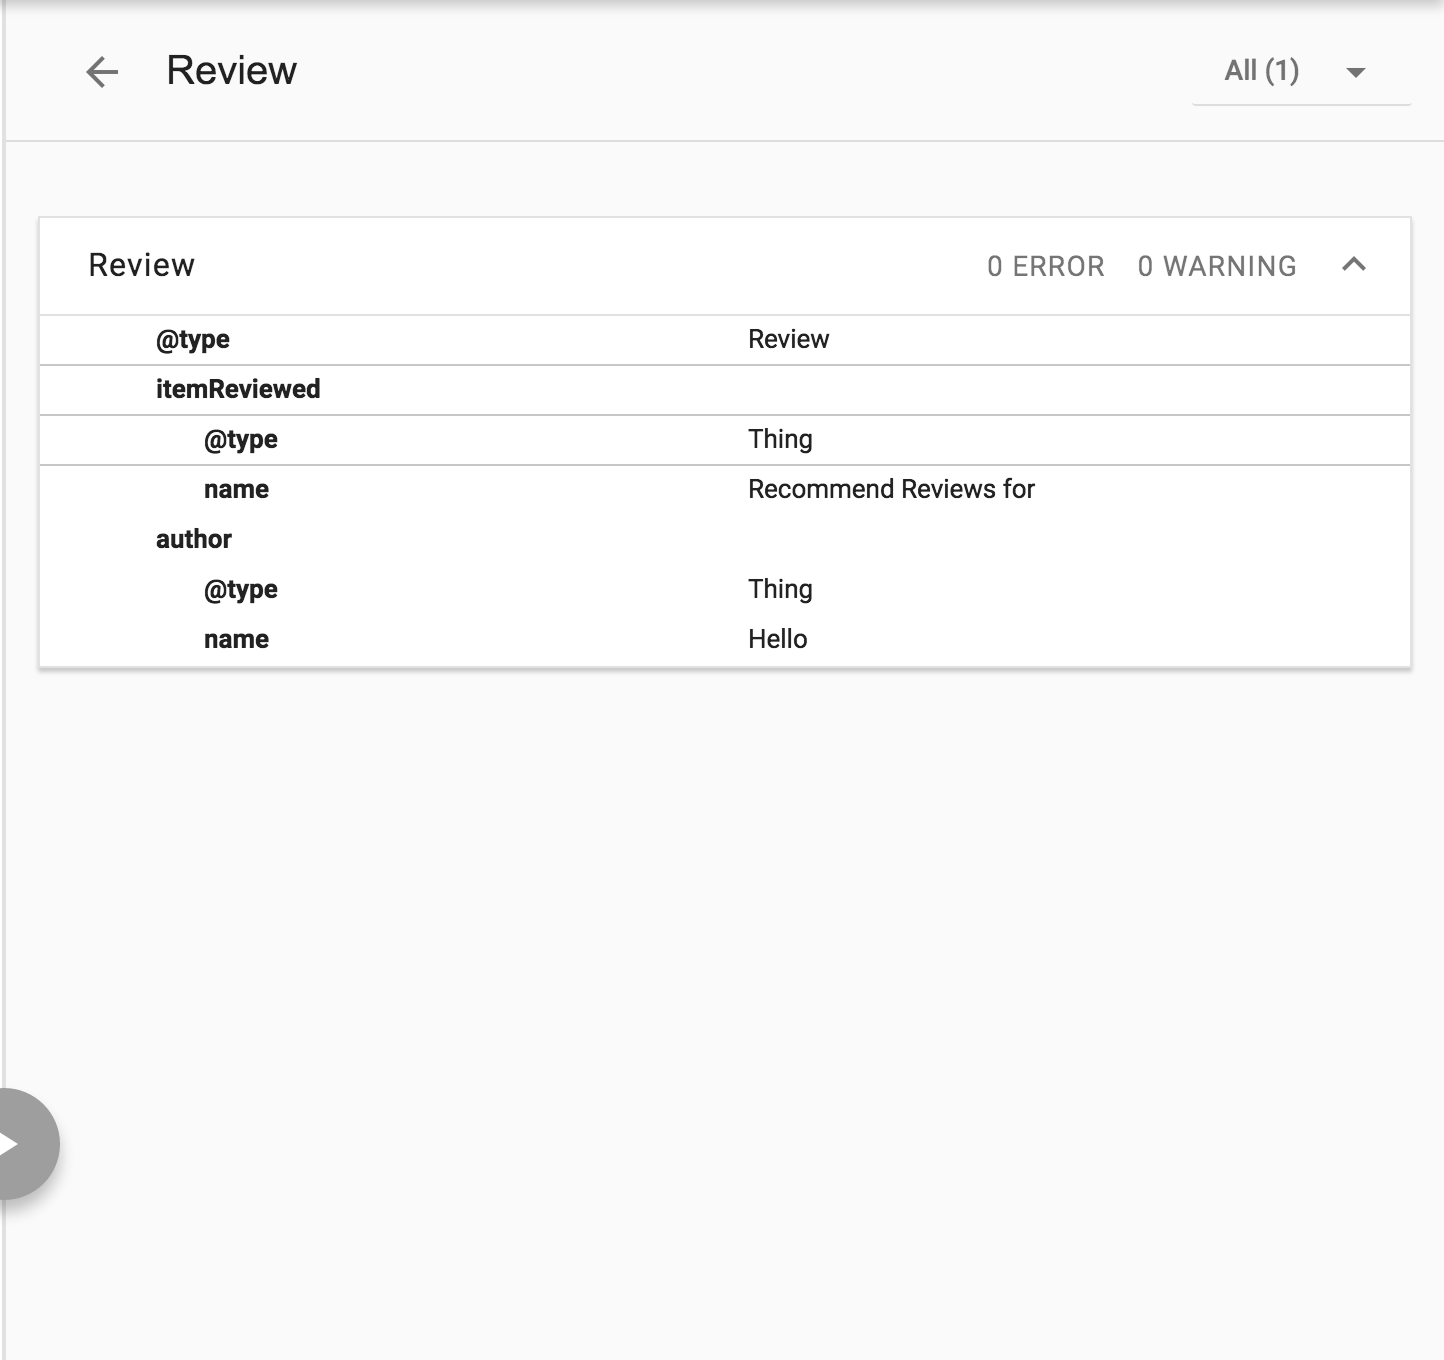 Review
All (1)
Review 0 ERROR 0 WARNING
@type Review
itemReviewed
@type Thing
name Recommend Reviews for
author
@type Thing
name Hello